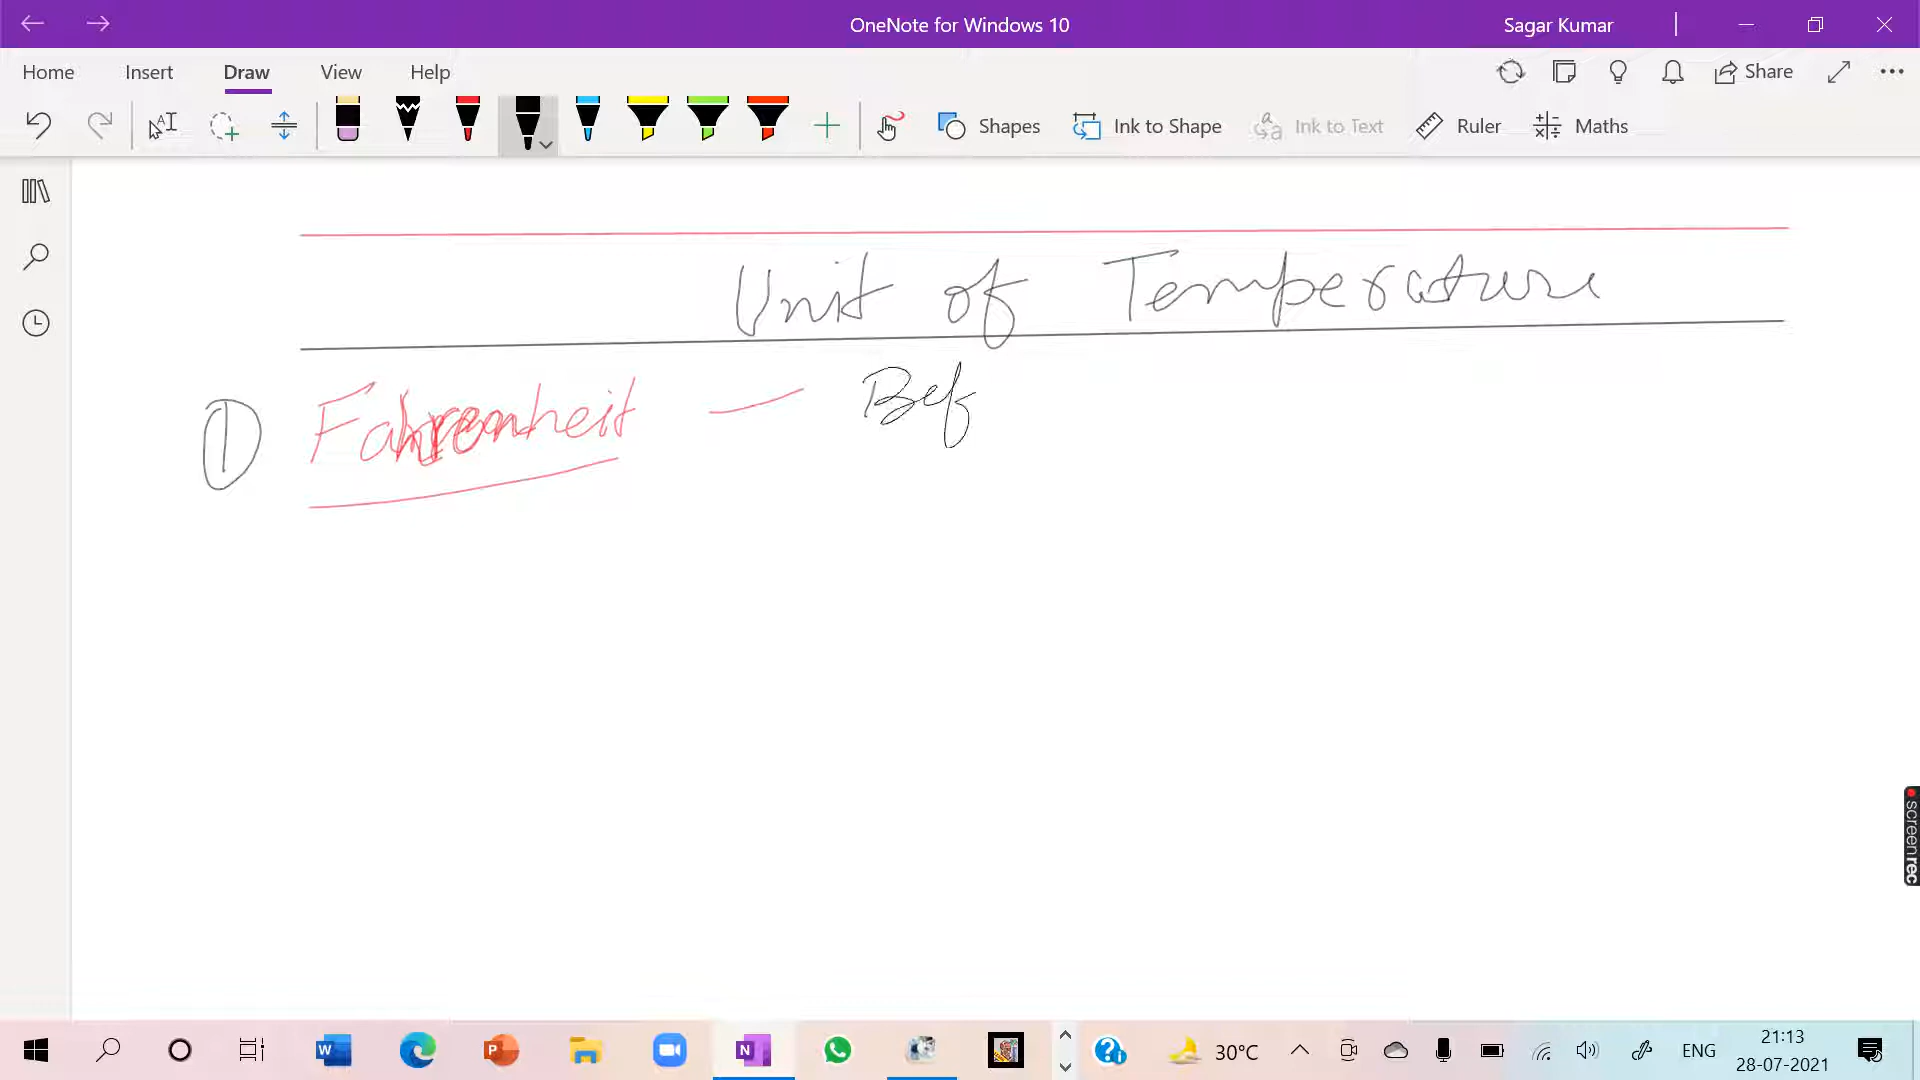 OneNote for Windows 10
Sagar Kumar
Home Insert Draw View Help
Share
Shapes Ink to Shape Ink to Text Ruler Maths
Unit of Temperature
① Fahrenheit — Bef
screenrec
30°C
ENG
21:13
28-07-2021